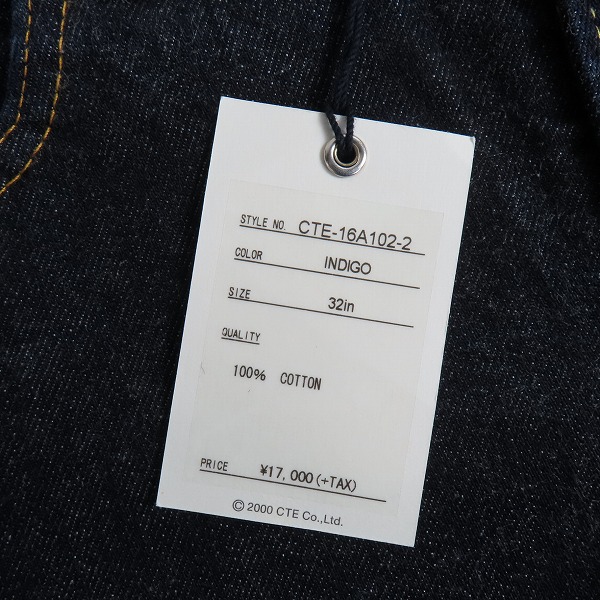 STYLE NO. CTE-16A102-2
COLOR INDIGO
SIZE 32in
QUALITY
100% COTTON
PRICE ¥17,000(+TAX)
© 2000 CTE Co.,Ltd.